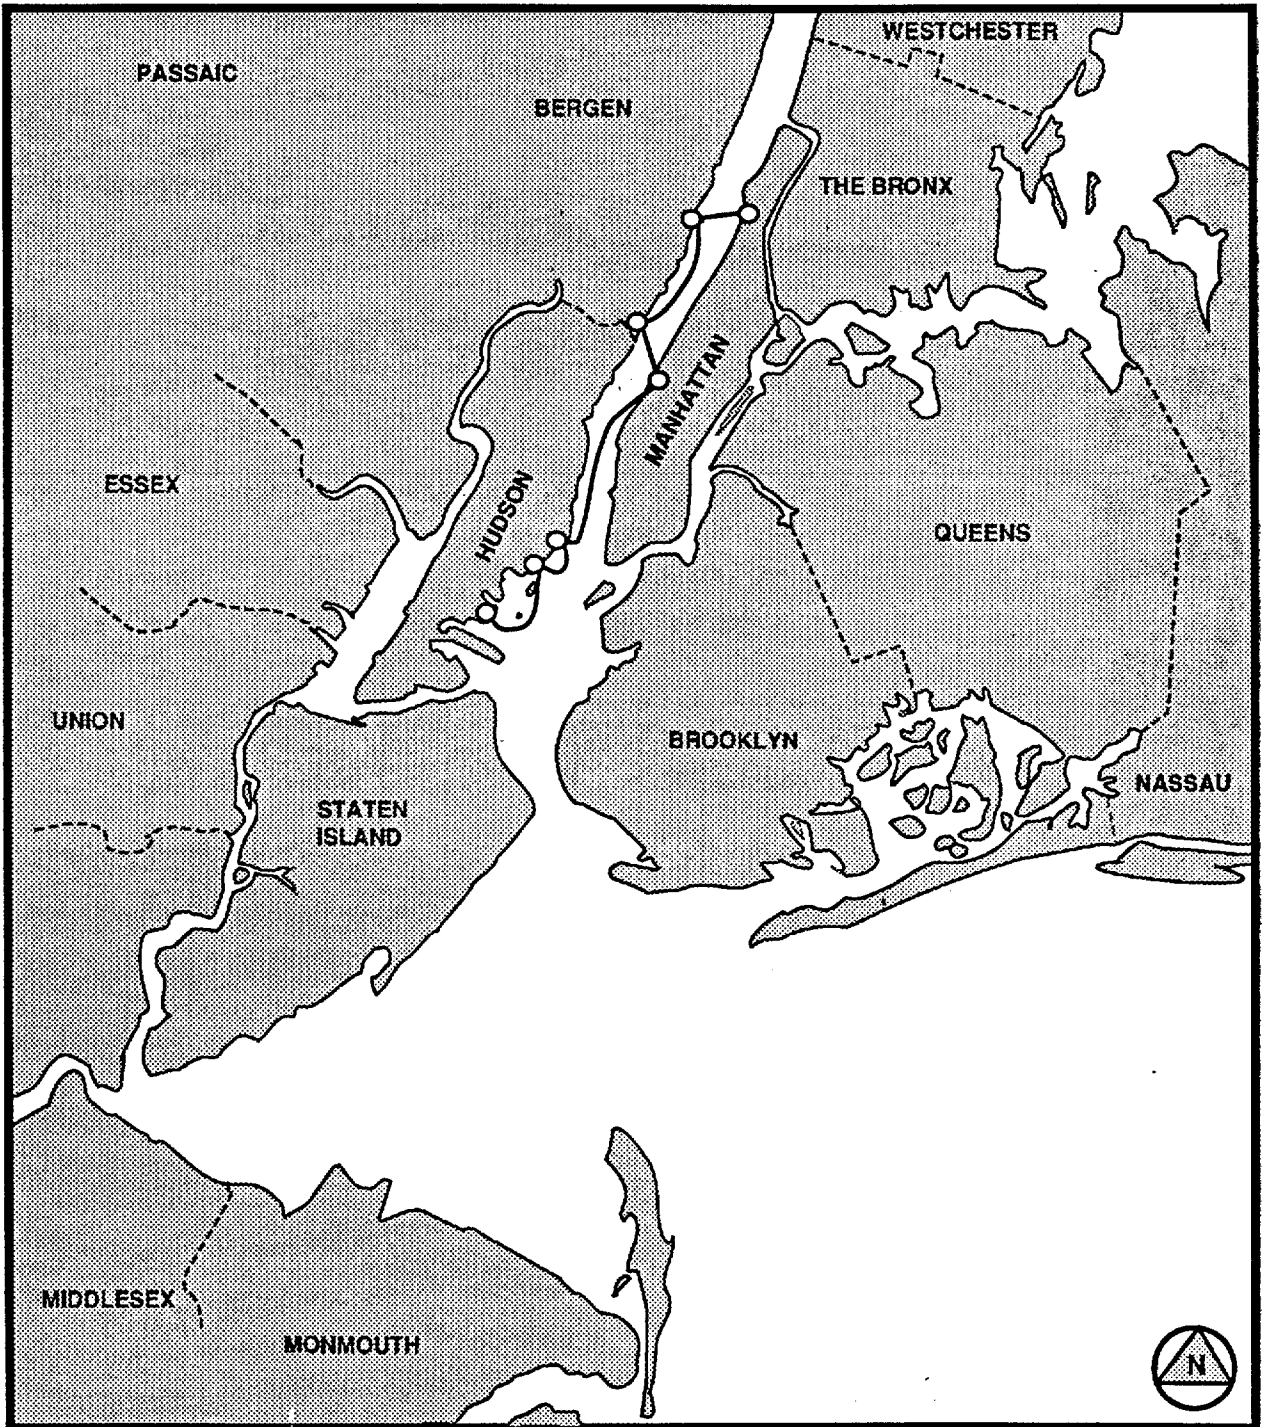 WESTCHESTER
PASSAIC
BERGEN
THE BRONX
MANHATTAN
ESSEX
HUDSON
QUEENS
UNION
BROOKLYN
NASSAU
STATEN
ISLAND
MIDDLESEX
MONMOUTH
N